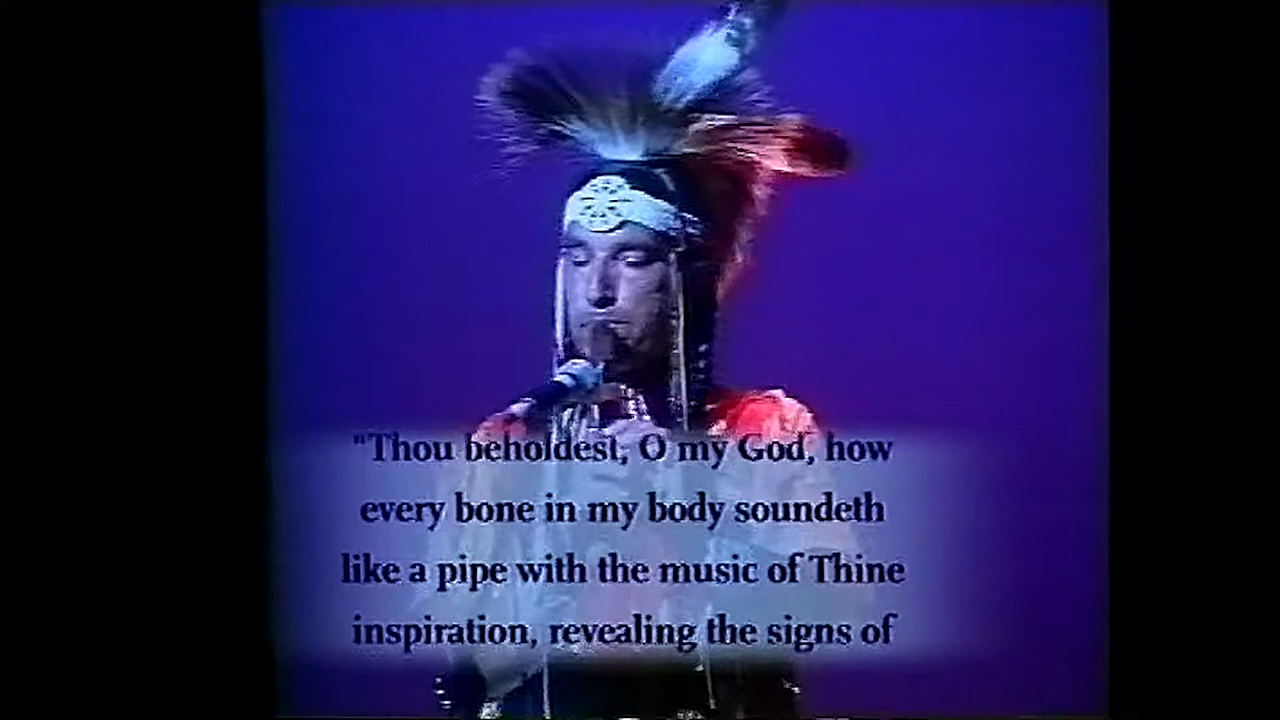 "Thou beholdest, O my God, how
every bone in my body soundeth
like a pipe with the music of Thine
inspiration, revealing the signs of